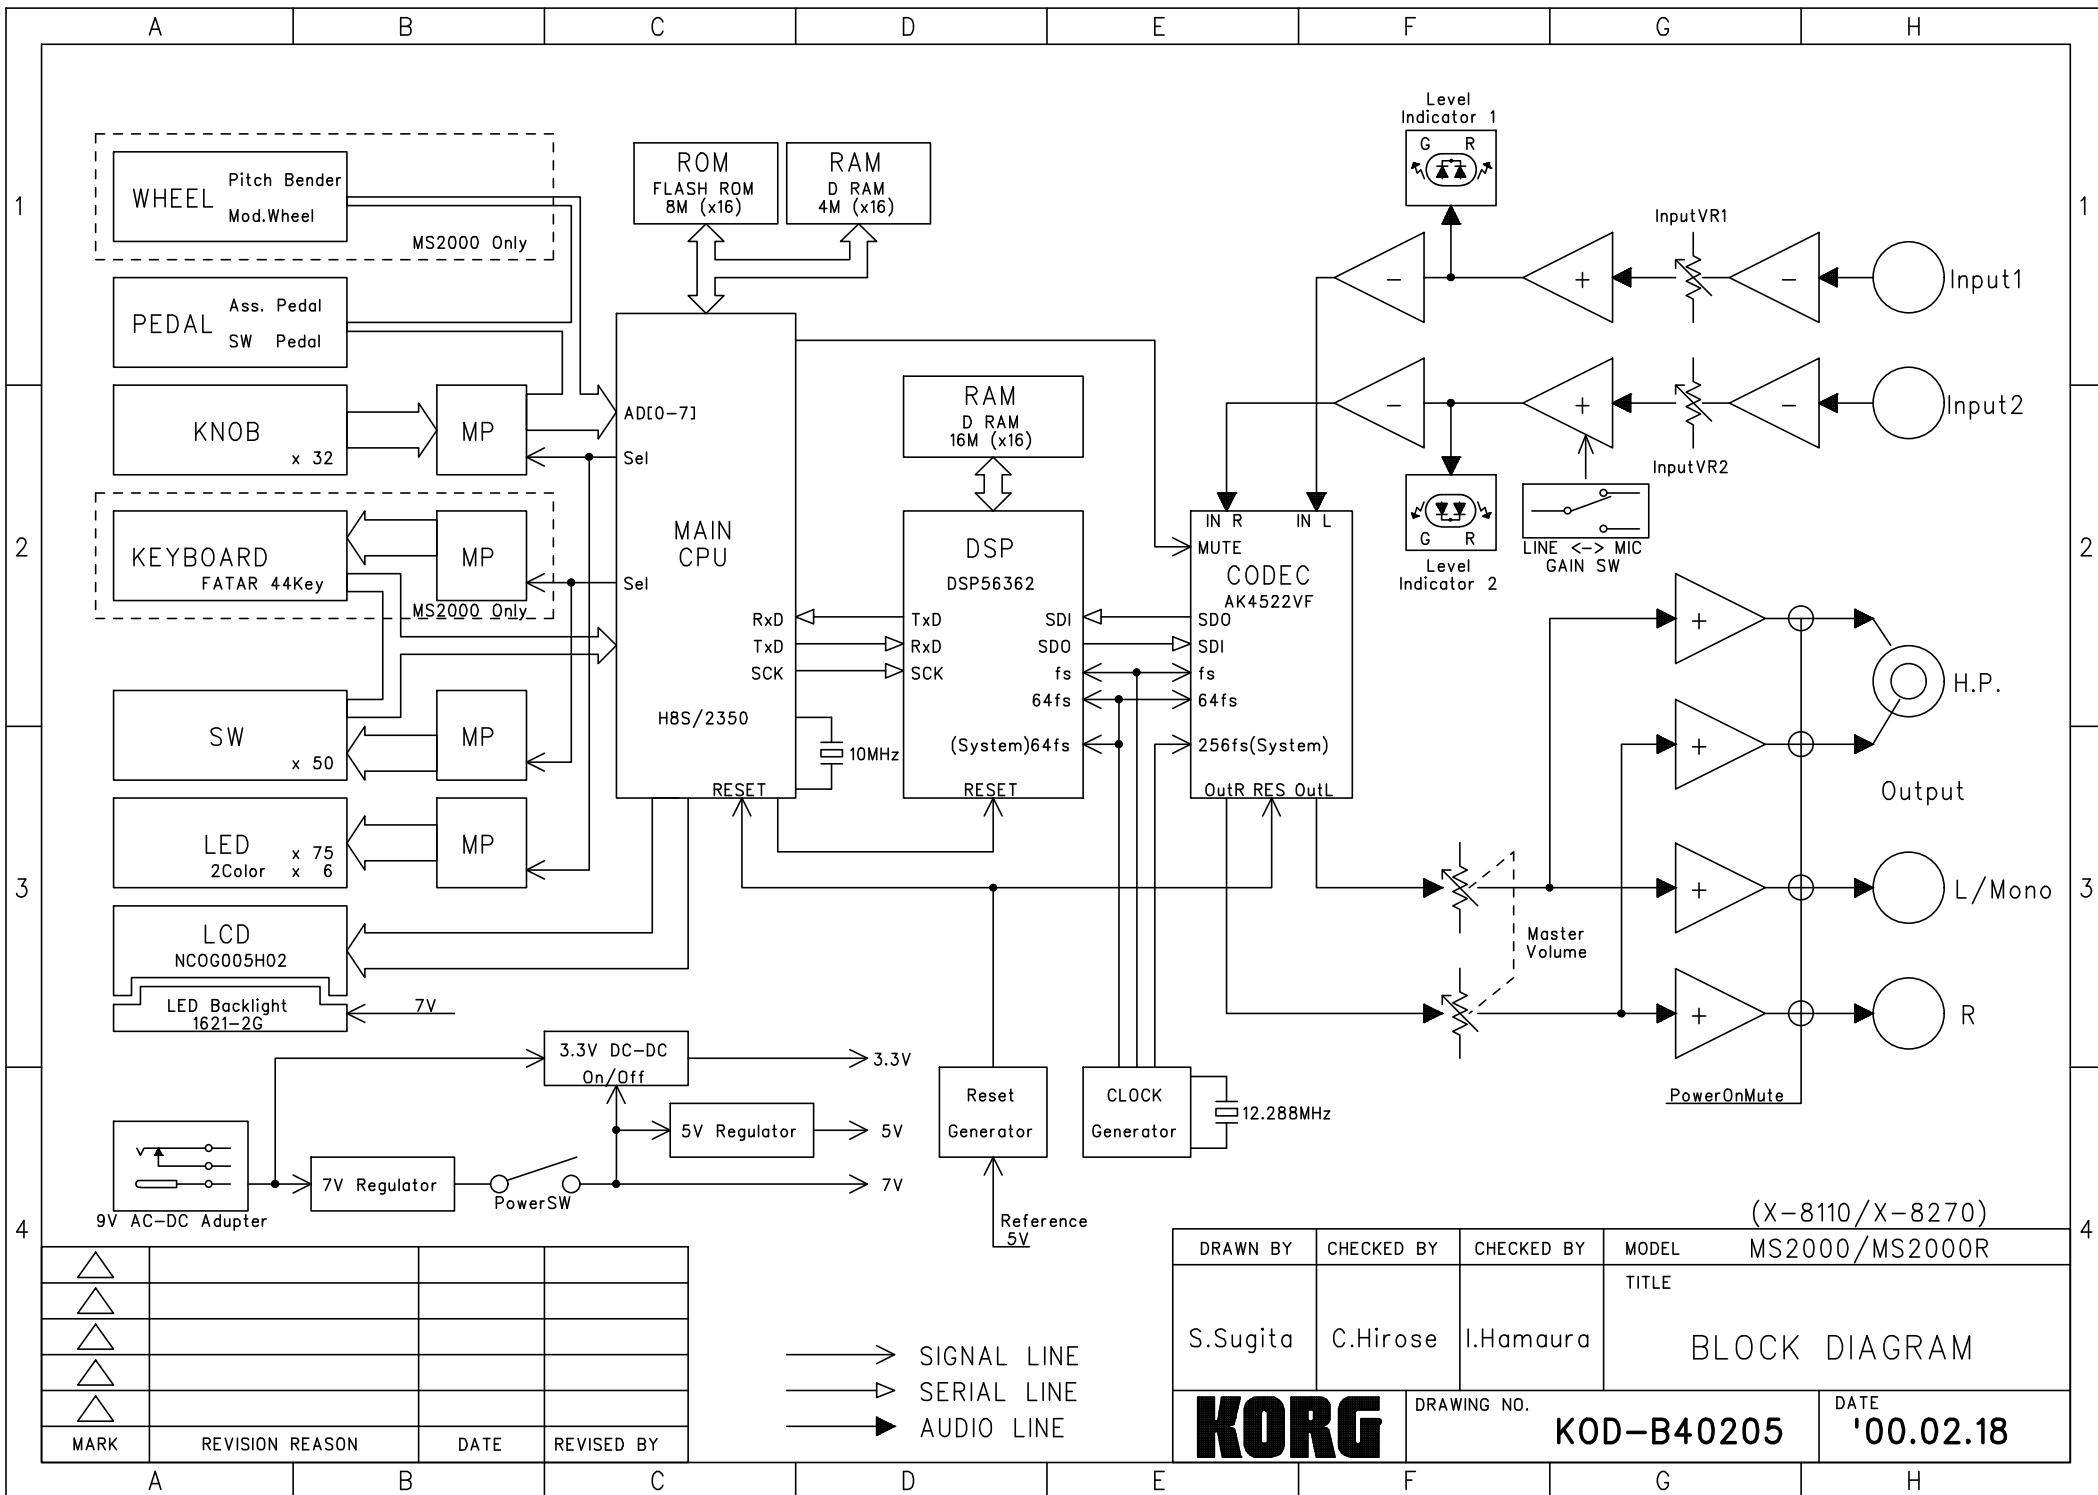 A B C D E F G H
1
WHEEL
Pitch Bender
Mod.Wheel
MS2000 Only
PEDAL
Ass. Pedal
SW Pedal
KNOB
x 32
MP
KEYBOARD
FATAR 44Key
MP
MS2000 Only
SW
x 50
MP
LED
x 75
2Color x 6
MP
LCD
NCOG005H02
LED Backlight
1621-2G
7V
ROM
FLASH ROM
8M (x16)
RAM
D RAM
4M (x16)
AD[0-7]
Sel
Sel
MAIN
CPU
RxD
TxD
SCK
H8S/2350
RESET
10MHz
RAM
D RAM
16M (x16)
DSP
DSP56362
TxD
RxD
SCK
SDI
SDO
fs
64fs
(System)64fs
RESET
IN R
IN L
MUTE
CODEC
AK4522VF
SDO
SDI
fs
64fs
256fs(System)
OutR RES OutL
Level
Indicator 1
G R
InputVR1
- + -
Input1
- + -
Input2
InputVR2
G R
Level
Indicator 2
LINE <-> MIC
GAIN SW
+
+
H.P.
Output
+
L/Mono
Master
Volume
+
R
PowerOnMute
3.3V DC-DC
On/Off
3.3V
5V Regulator
5V
7V Regulator
PowerSW
7V
9V AC-DC Adupter
Reset
Generator
Reference
5V
CLOCK
Generator
12.288MHz
1
2
2
3
3
4
4
MARK
REVISION REASON
DATE
REVISED BY
SIGNAL LINE
SERIAL LINE
AUDIO LINE
(X-8110/X-8270)
DRAWN BY
CHECKED BY
CHECKED BY
MODEL
MS2000/MS2000R
S.Sugita
C.Hirose
I.Hamaura
TITLE
BLOCK DIAGRAM
KORG
DRAWING NO.
KOD-B40205
DATE
'00.02.18
A B C D E F G H